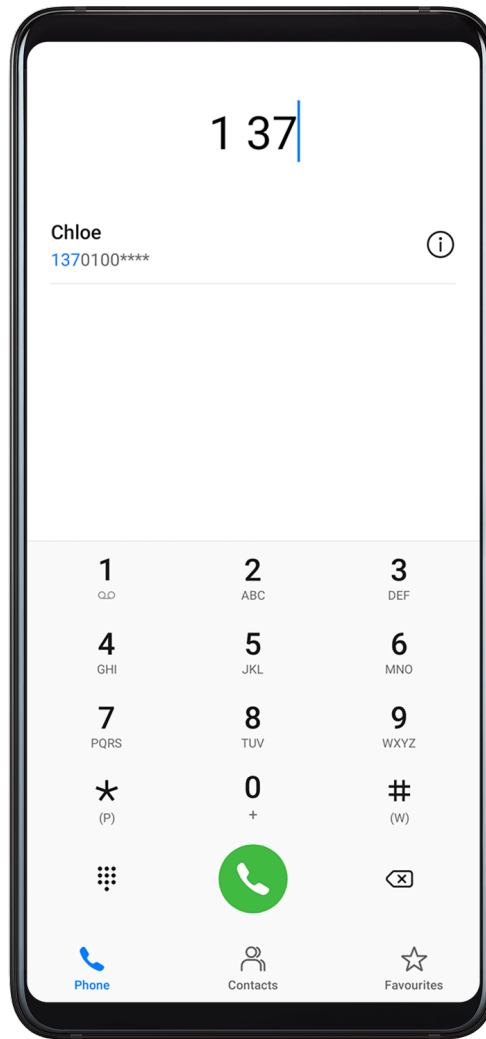 1 37
Chloe
1370100****
1 2 3
ABC DEF
4 5 6
GHI JKL MNO
7 8 9
PQRS TUV WXYZ
* 0 #
(P) + (W)
Phone Contacts Favourites